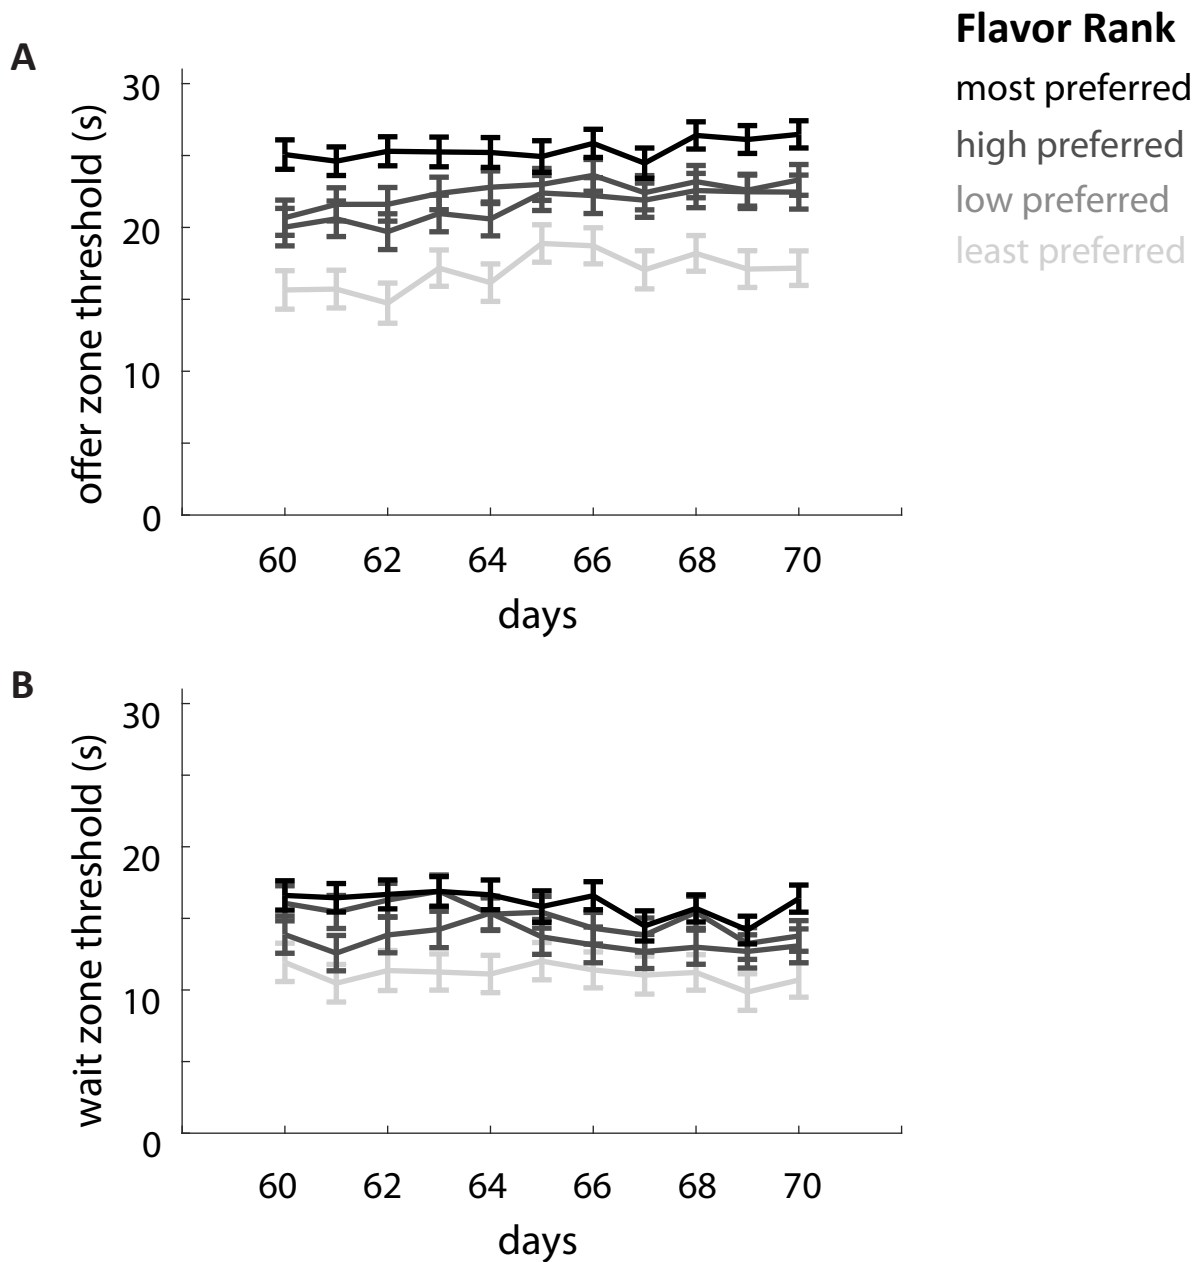 A
Flavor Rank
most preferred
high preferred
low preferred
least preferred
offer zone threshold (s)
30
20
10
0
60 62 64 66 68 70
days
B
wait zone threshold (s)
30
20
10
0
60 62 64 66 68 70
days